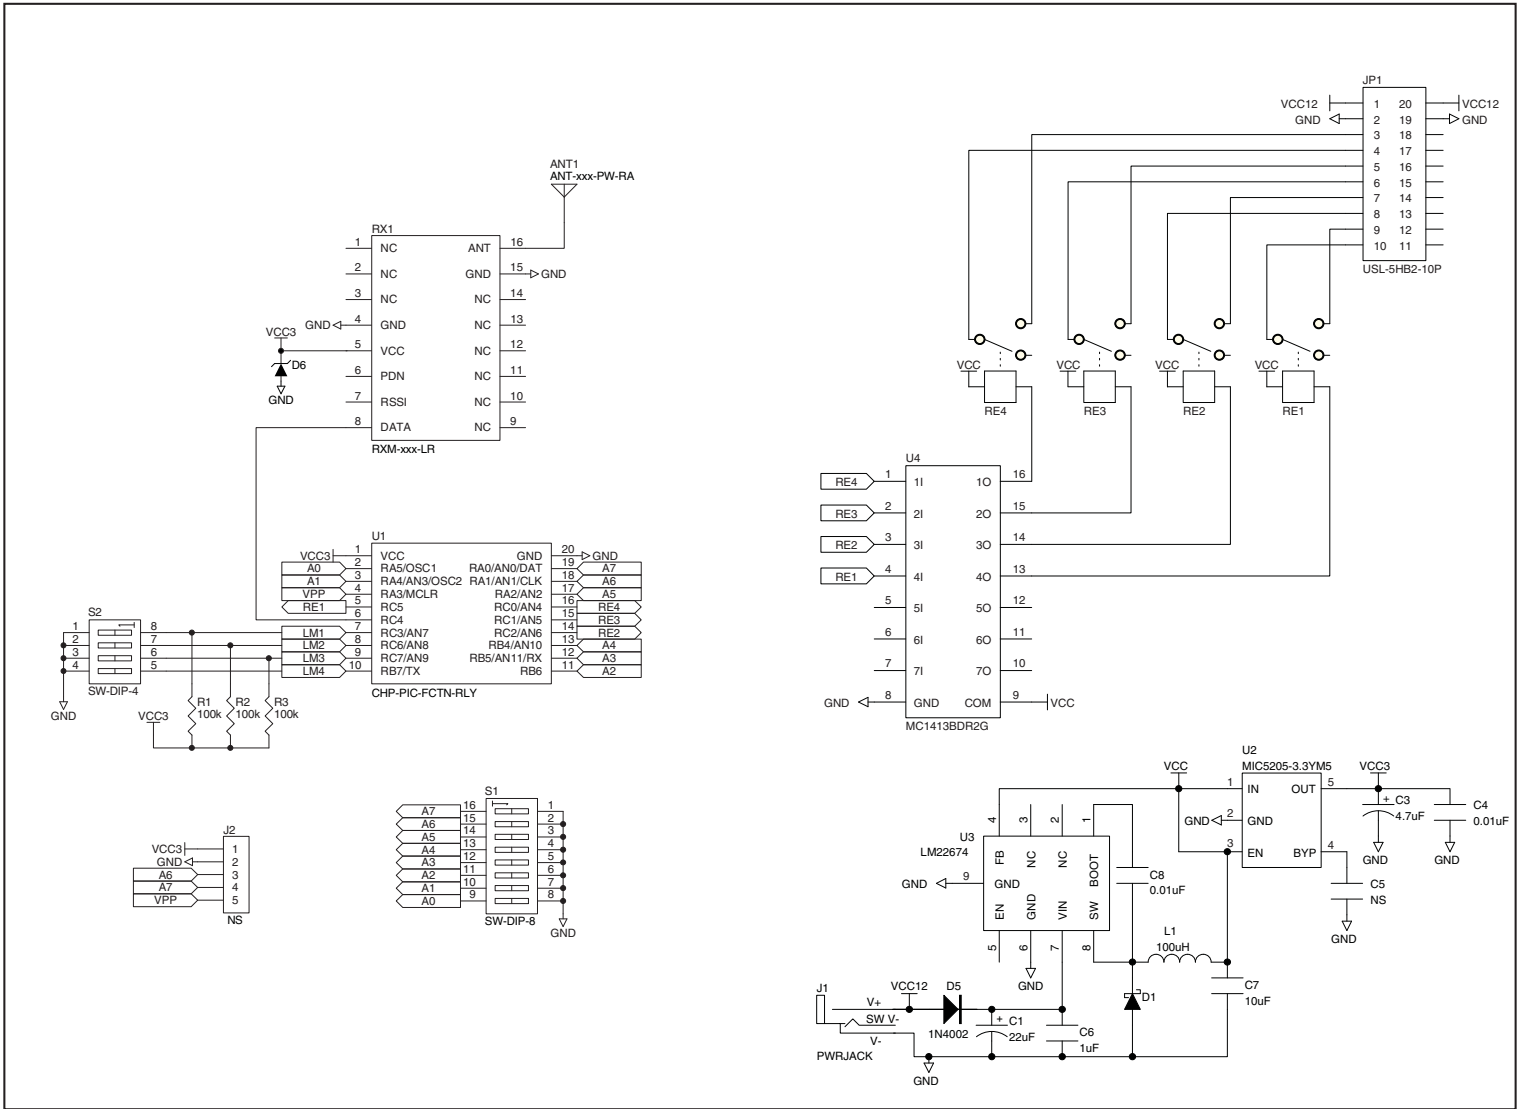 JP1
VCC12 1 20 VCC12
GND 2 19 GND
3 18
4 17
5 16
6 15
7 14
8 13
9 12
10 11
USL-5HB2-10P
ANT1
ANT-xxx-PW-RA
RX1
1 NC ANT 16
2 NC GND 15 GND
3 NC NC 14
GND 4 GND NC 13
VCC3
5 VCC NC 12
D6
6 PDN NC 11
GND
7 RSSI NC 10
8 DATA NC 9
RXM-xxx-LR
VCC VCC VCC VCC
RE4 RE3 RE2 RE1
U4
RE4 1 1I 1O 16
RE3 2 2I 2O 15
RE2 3 3I 3O 14
RE1 4 4I 4O 13
5 5I 5O 12
6 6I 6O 11
7 7I 7O 10
GND 8 GND COM 9 VCC
MC1413BDR2G
U1
VCC3 1 VCC GND 20 GND
A0 2 RA5/OSC1 RA0/AN0/DAT 19 A7
A1 3 RA4/AN3/OSC2 RA1/AN1/CLK 18 A6
VPP 4 RA3/MCLR RA2/AN2 17 A5
RE1 5 RC5 RC0/AN4 16 RE4
6 RC4 RC1/AN5 15 RE3
LM1 7 RC3/AN7 RC2/AN6 14 RE2
LM2 8 RC6/AN8 RB4/AN10 13 A4
LM3 9 RC7/AN9 RB5/AN11/RX 12 A3
LM4 10 RB7/TX RB6 11 A2
CHP-PIC-FCTN-RLY
S2
1 8
2 7
3 6
4 5
SW-DIP-4
GND
R1
100k
R2
100k
R3
100k
VCC3
S1
A7 16 1
A6 15 2
A5 14 3
A4 13 4
A3 12 5
A2 11 6
A1 10 7
A0 9 8
SW-DIP-8
GND
J2
VCC3 1
GND 2
A6 3
A7 4
VPP 5
NS
U2
MIC5205-3.3YM5
VCC 1 IN OUT 5 VCC3
GND 2 GND
3 EN BYP 4
+ C3
4.7uF
GND
C4
0.01uF
GND
C5
NS
GND
U3
LM22674
4 3 2 1
FB NC NC BOOT
GND 9 GND
EN GND VIN SW
5 6 7 8
GND
C8
0.01uF
L1
100uH
D1
C7
10uF
J1
V+
SW V-
V-
PWRJACK
VCC12
D5
1N4002
+ C1
22uF
C6
1uF
GND